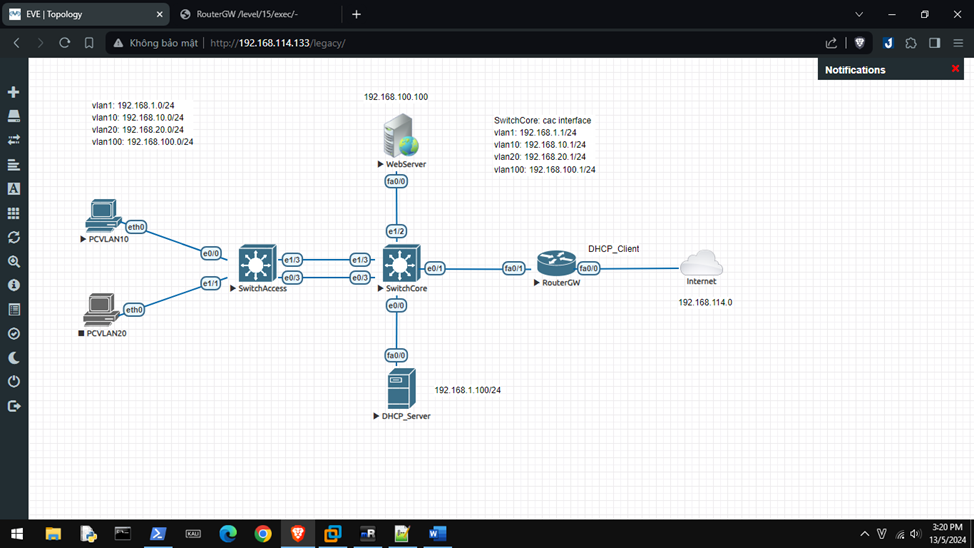 EVE | Topology
RouterGW /level/15/exec/-
Không bảo mật
http://192.168.114.133/legacy/
Notifications
vlan1: 192.168.1.0/24
vlan10: 192.168.10.0/24
vlan20: 192.168.20.0/24
vlan100: 192.168.100.0/24
192.168.100.100
SwitchCore: cac interface
vlan1: 192.168.1.1/24
vlan10: 192.168.10.1/24
vlan20: 192.168.20.1/24
vlan100: 192.168.100.1/24
WebServer
fa0/0
eth0
PCVLAN10
e1/2
e0/0
e1/3
e1/3
SwitchAccess
e0/3
e0/3
SwitchCore
e0/1
fa0/1
RouterGW
DHCP_Client
fa0/0
Internet
192.168.114.0
e1/1
eth0
PCVLAN20
e0/0
fa0/0
192.168.1.100/24
DHCP_Server
KALI
3:20 PM
13/5/2024